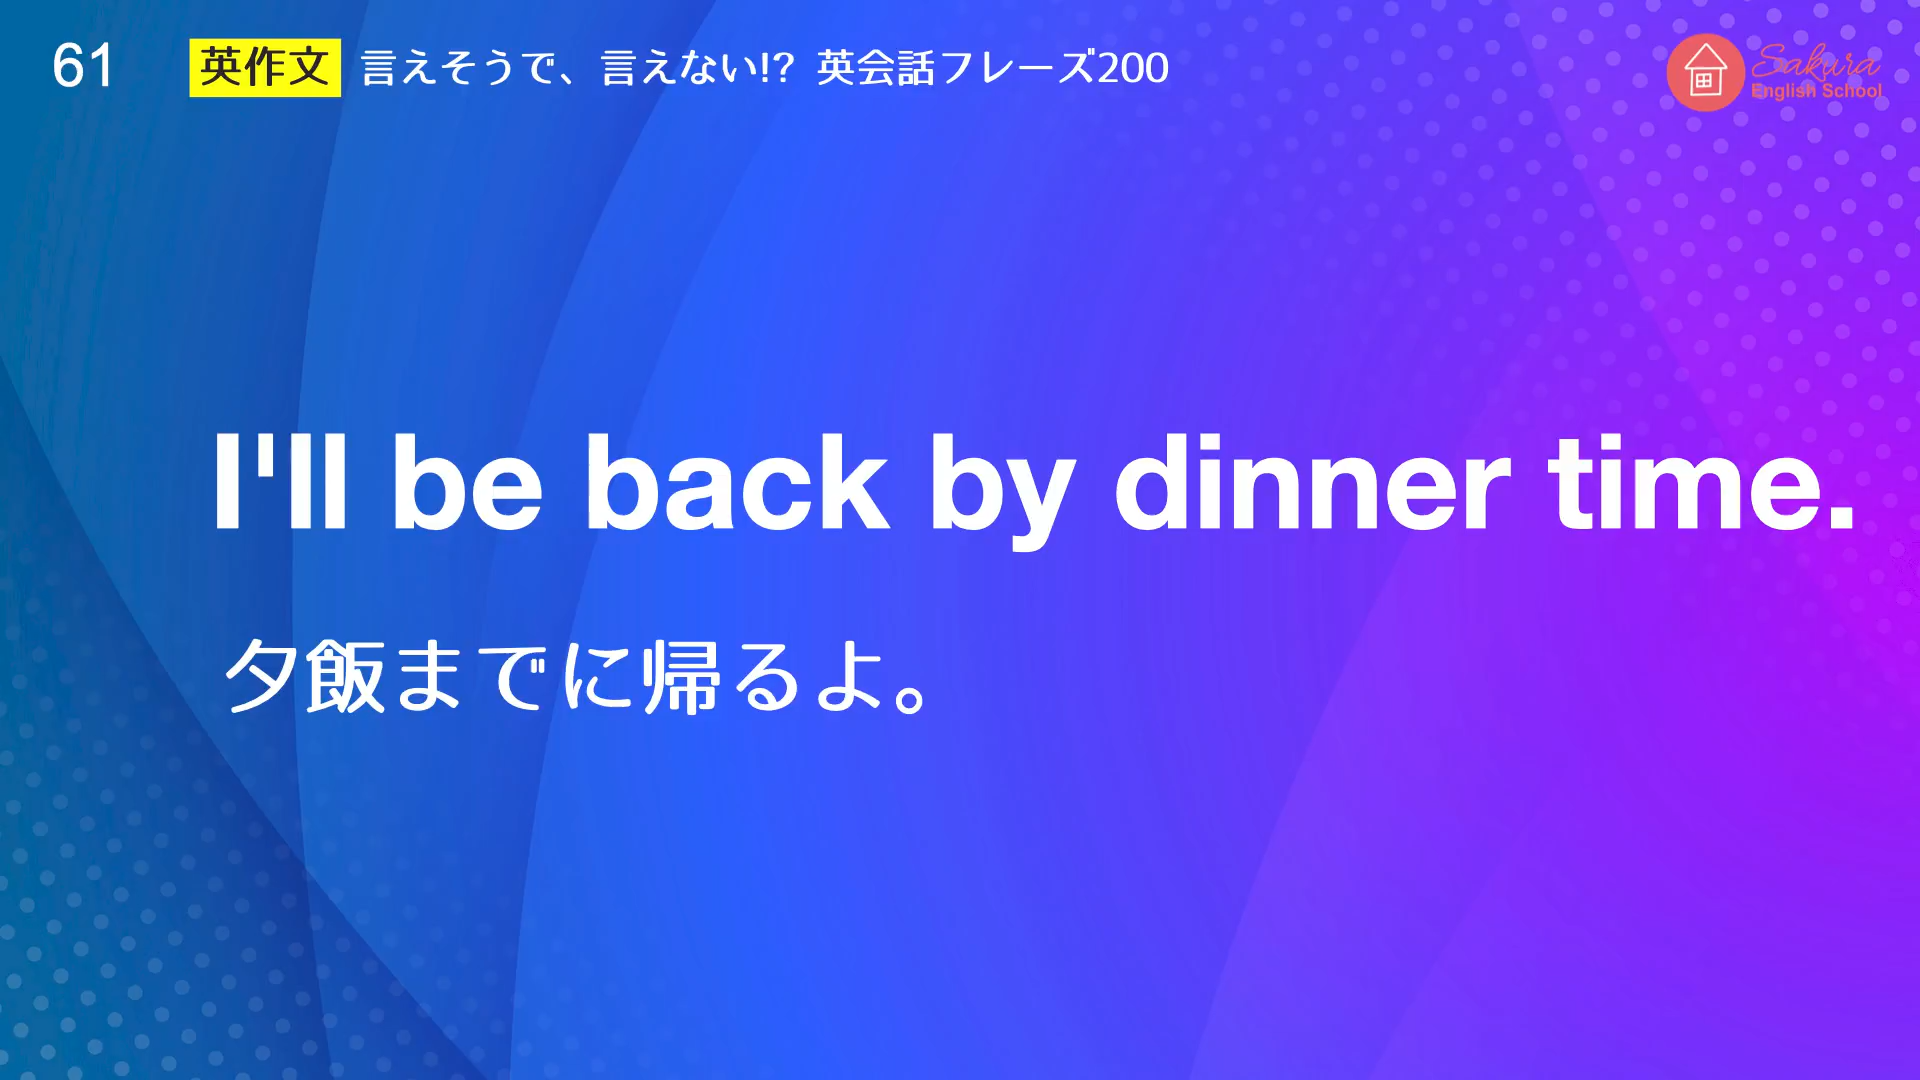 61
英作文 言えそうで、言えない!? 英会話フレーズ200
Sakura
English School
I'll be back by dinner time.
夕飯までに帰るよ。